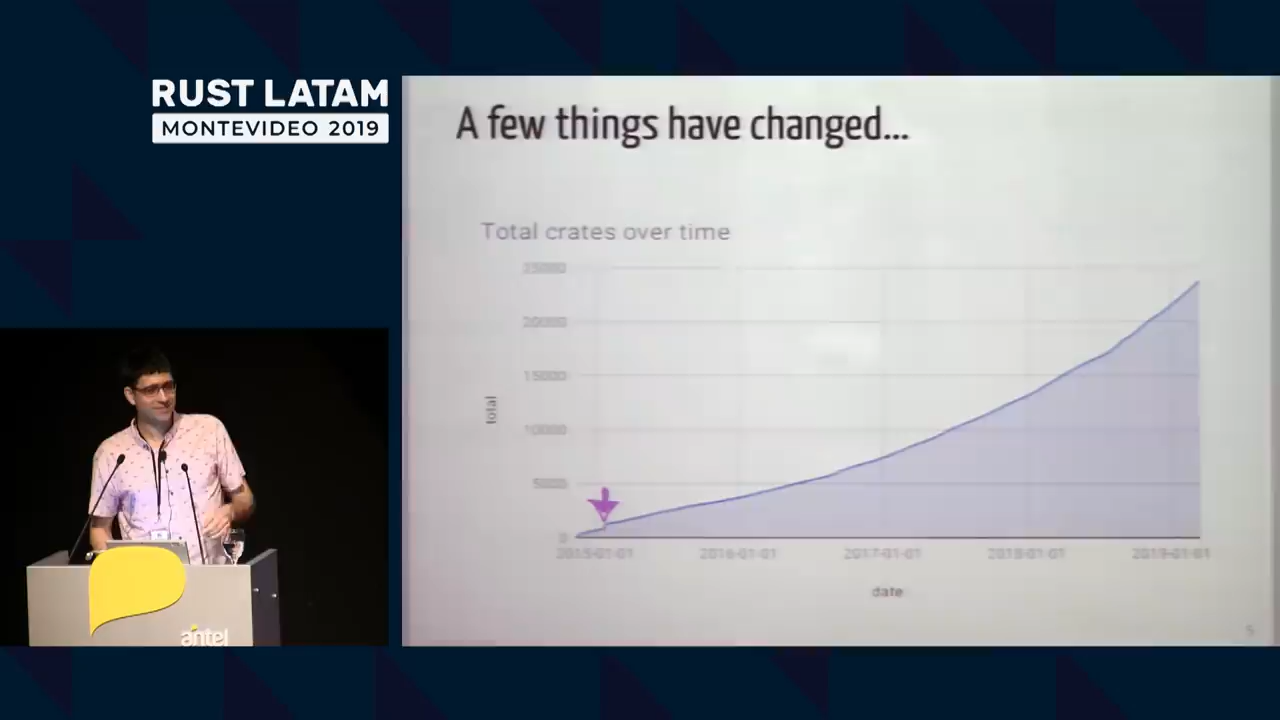 RUST LATAM
MONTEVIDEO 2019
A few things have changed...
Total crates over time
25000
20000
15000
10000
5000
0
total
2015-01-01 2016-01-01 2017-01-01 2018-01-01 2019-01-01
date
5
antel